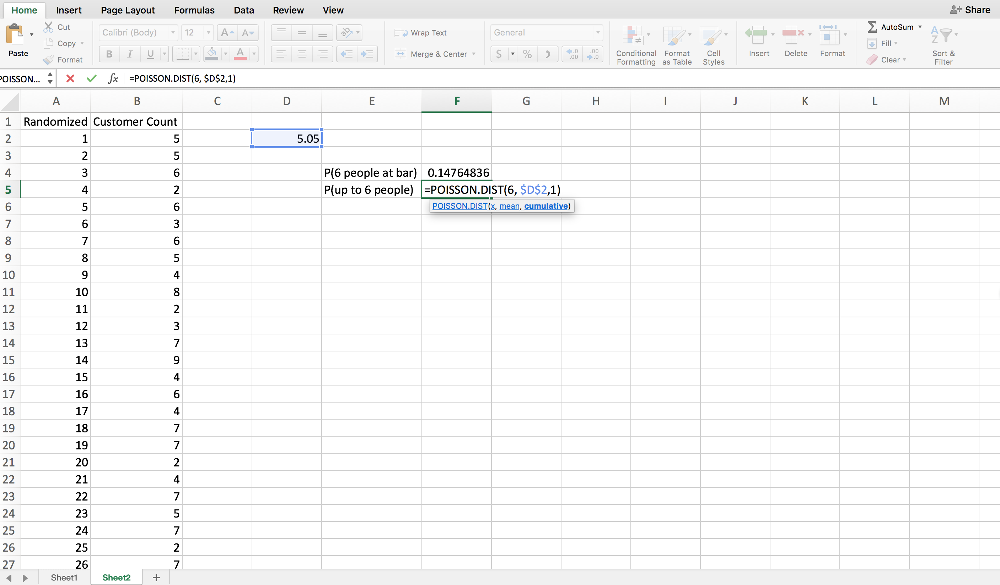 Home Insert Page Layout Formulas Data Review View Share
Cut Calibri (Body) 12 A A Wrap Text General AutoSum
Copy Fill
Paste Format B I U A Merge & Center $ % .0 .00 .00 .0 Conditional Formatting Format as Table Cell Styles Insert Delete Format Clear Sort & Filter
POISSON... fx =POISSON.DIST(6, $D$2,1)
A B C D E F G H I J K L M
1 Randomized Customer Count
2 1 5 5.05
3 2 5
4 3 6 P(6 people at bar) 0.14764836
5 4 2 P(up to 6 people) =POISSON.DIST(6, $D$2,1)
6 5 6 POISSON.DIST(x, mean, cumulative)
7 6 3
8 7 6
9 8 5
10 9 4
11 10 8
12 11 2
13 12 3
14 13 7
15 14 9
16 15 4
17 16 6
18 17 4
19 18 7
20 19 7
21 20 2
22 21 4
23 22 7
24 23 5
25 24 7
26 25 2
27 26 7
Sheet1 Sheet2 +